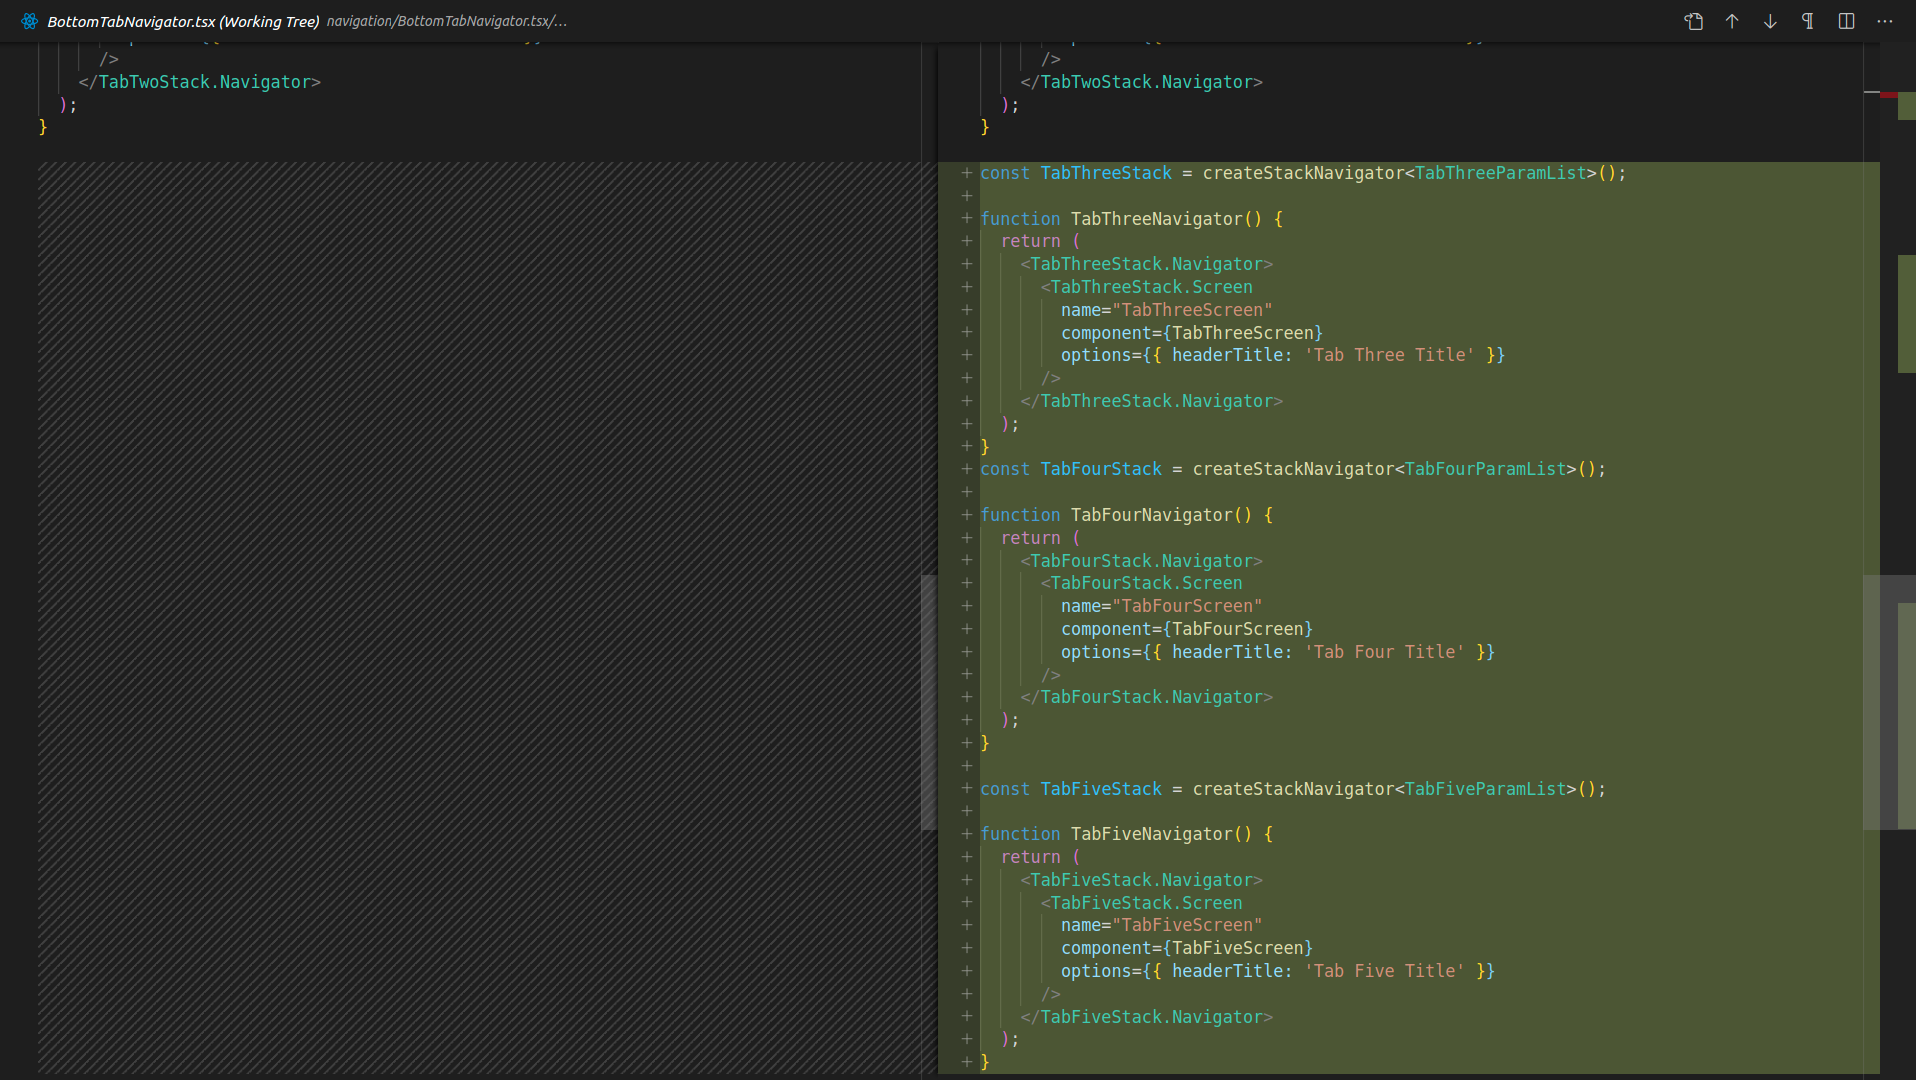 BottomTabNavigator.tsx (Working Tree) navigation/BottomTabNavigator.tsx/...
/>
</TabTwoStack.Navigator>
);
}
/>
</TabTwoStack.Navigator>
);
}
+ const TabThreeStack = createStackNavigator<TabThreeParamList>();
+
+ function TabThreeNavigator() {
+ return (
+ <TabThreeStack.Navigator>
+ <TabThreeStack.Screen
+ name="TabThreeScreen"
+ component={TabThreeScreen}
+ options={{ headerTitle: 'Tab Three Title' }}
+ />
+ </TabThreeStack.Navigator>
+ );
+ }
+ const TabFourStack = createStackNavigator<TabFourParamList>();
+
+ function TabFourNavigator() {
+ return (
+ <TabFourStack.Navigator>
+ <TabFourStack.Screen
+ name="TabFourScreen"
+ component={TabFourScreen}
+ options={{ headerTitle: 'Tab Four Title' }}
+ />
+ </TabFourStack.Navigator>
+ );
+ }
+
+ const TabFiveStack = createStackNavigator<TabFiveParamList>();
+
+ function TabFiveNavigator() {
+ return (
+ <TabFiveStack.Navigator>
+ <TabFiveStack.Screen
+ name="TabFiveScreen"
+ component={TabFiveScreen}
+ options={{ headerTitle: 'Tab Five Title' }}
+ />
+ </TabFiveStack.Navigator>
+ );
+ }